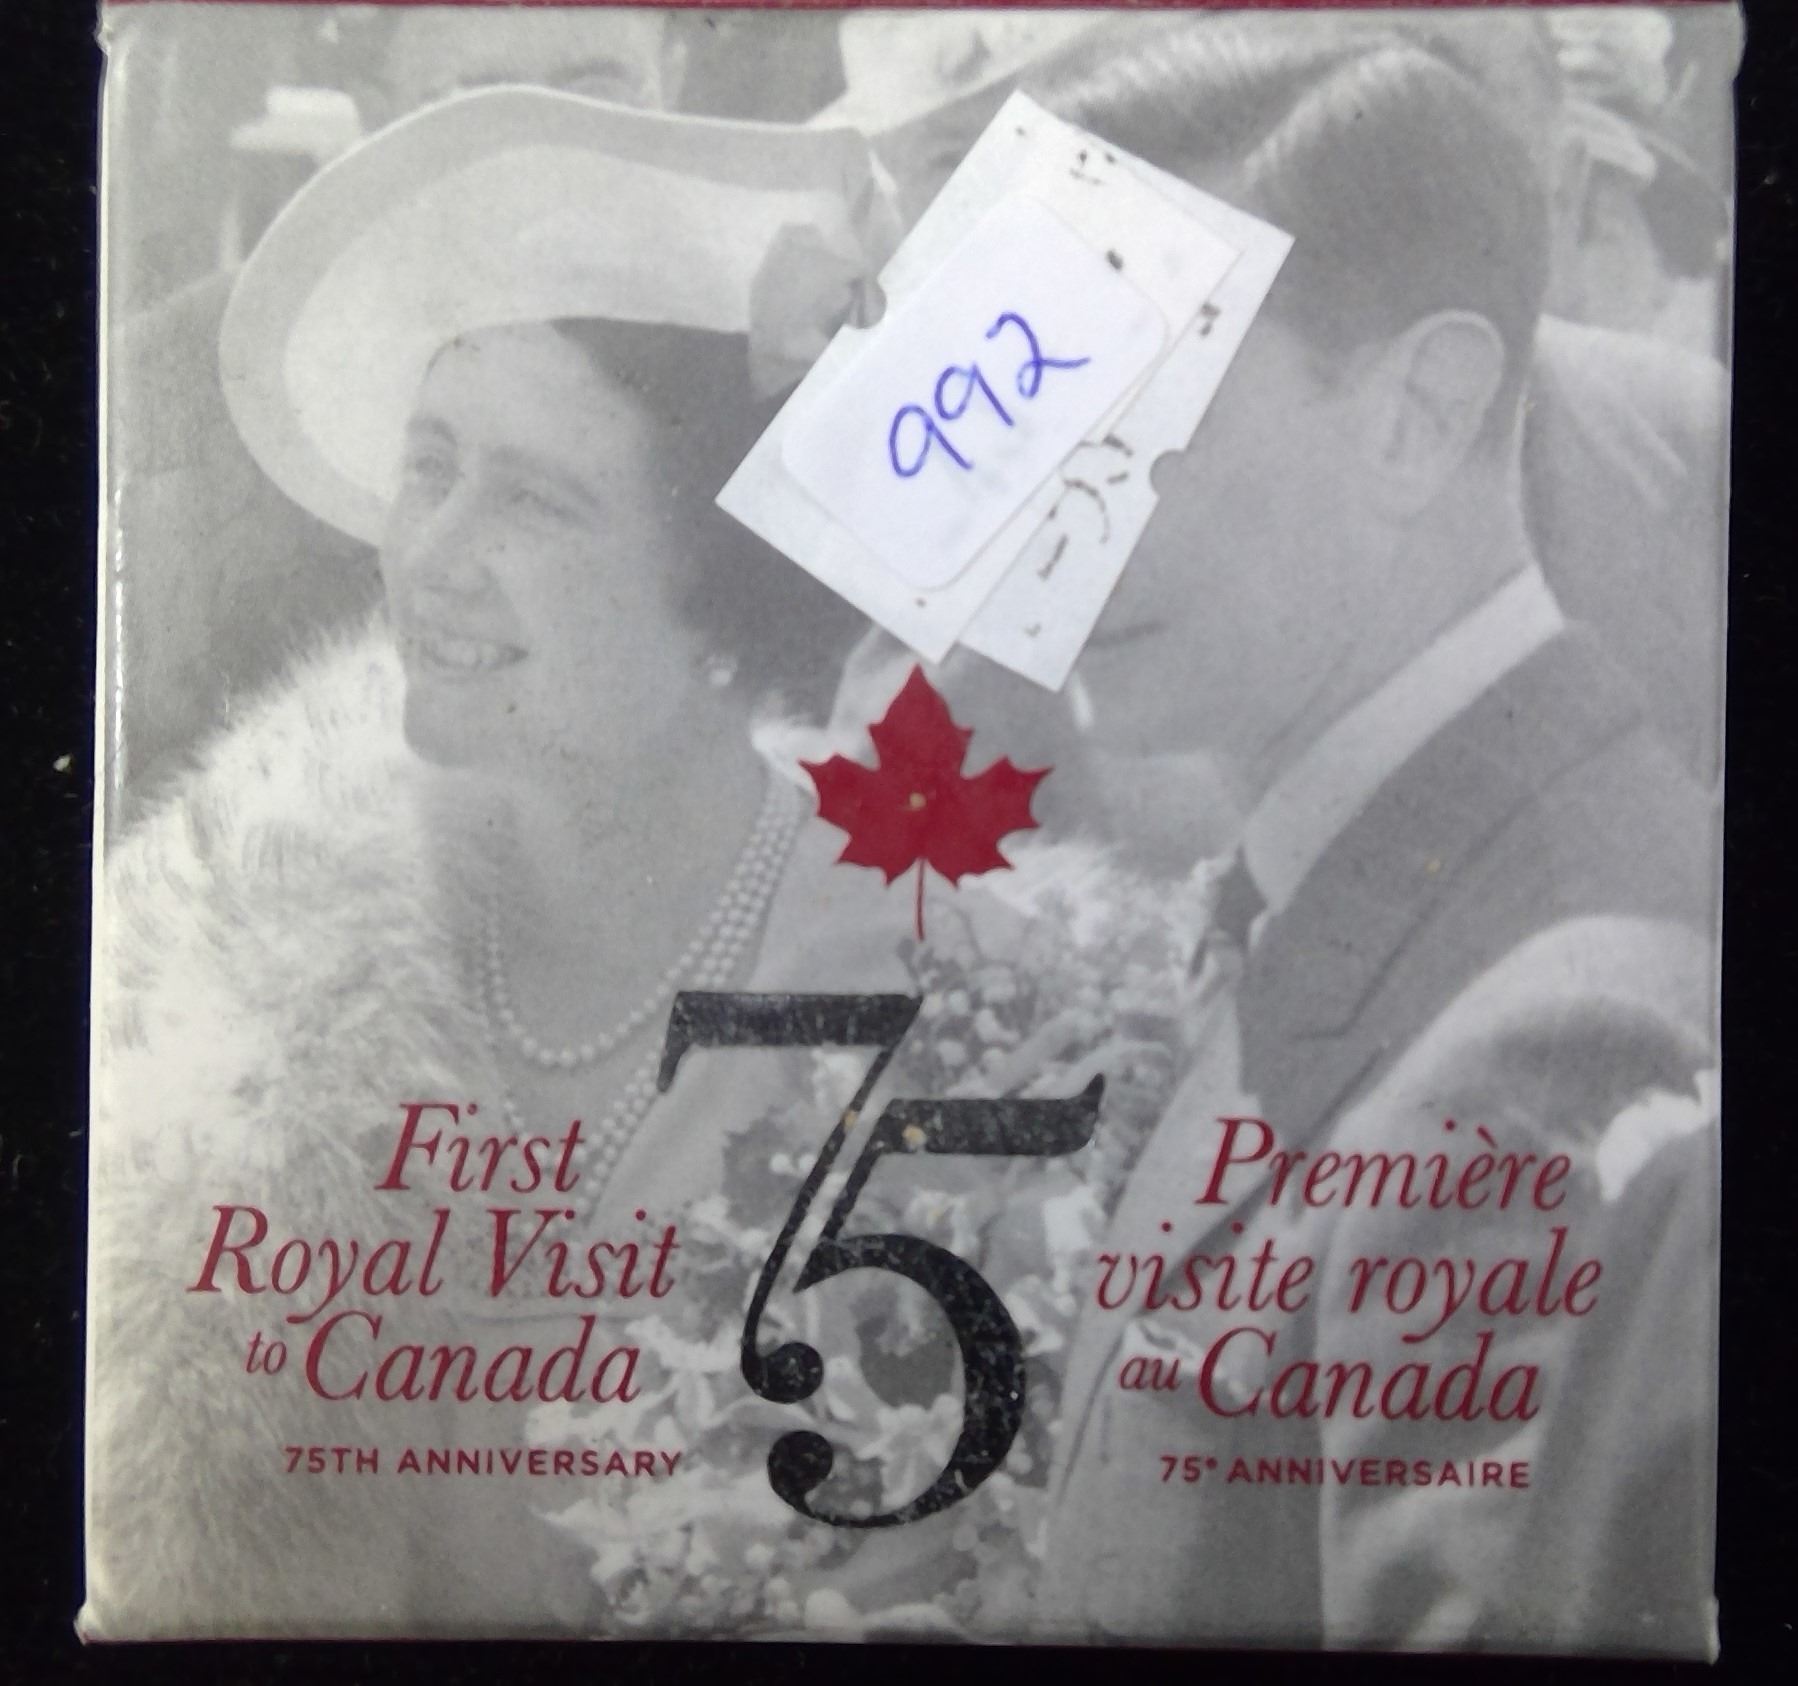 992
75
First
Royal Visit
to Canada
75TH ANNIVERSARY
Première
visite royale
au Canada
75e ANNIVERSAIRE